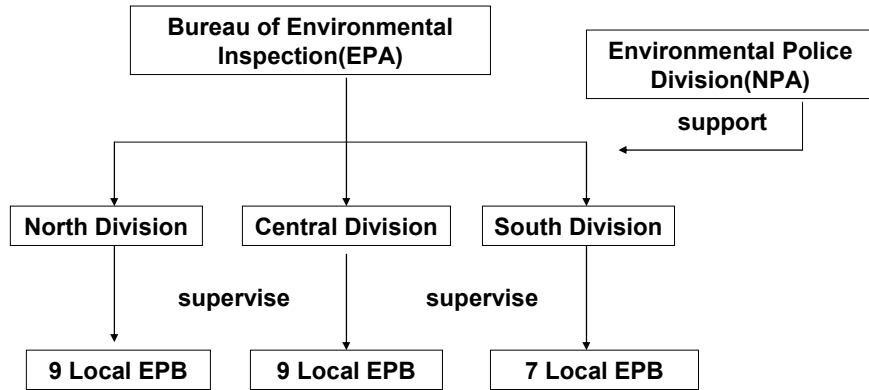 Bureau of Environmental
Inspection(EPA)
Environmental Police
Division(NPA)
support
North Division
Central Division
South Division
supervise
supervise
9 Local EPB
9 Local EPB
7 Local EPB